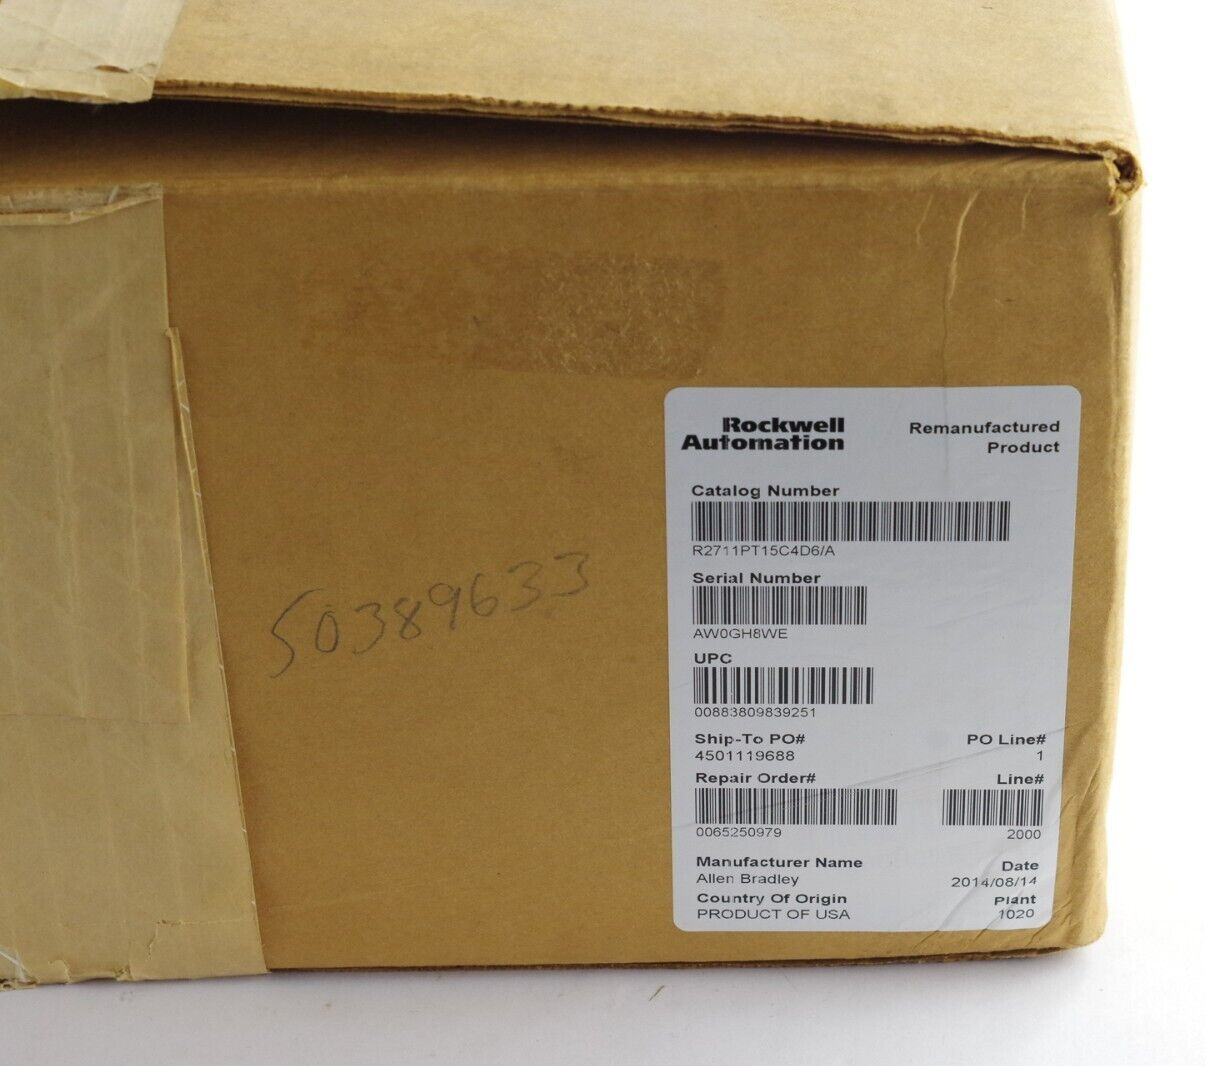 Rockwell
Automation
Remanufactured
Product
Catalog Number
R2711PT15C4D6/A
Serial Number
AW0GH8WE
UPC
00883809839251
Ship-To PO# PO Line#
4501119688 1
Repair Order# Line#
0065250979 2000
Manufacturer Name Date
Allen Bradley 2014/08/14
Country Of Origin Plant
PRODUCT OF USA 1020
50389633